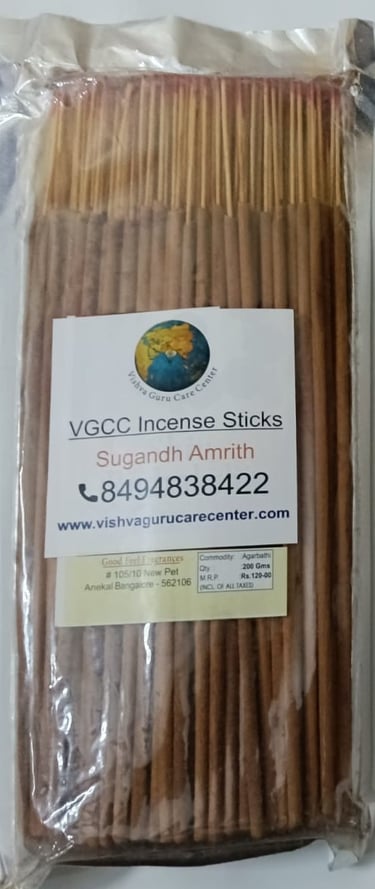 Vishva Guru Care Center
VGCC Incense Sticks
Sugandh Amrith
8494838422
www.vishvagurucarecenter.com
Good Feel Fragrances
# 105/10 New Pet
Anekal Bangalore - 562106
Commodity: Agarbathi
Qty :200 Gms
M.R.P. :Rs.120-00
(INCL. OF ALL TAXES)